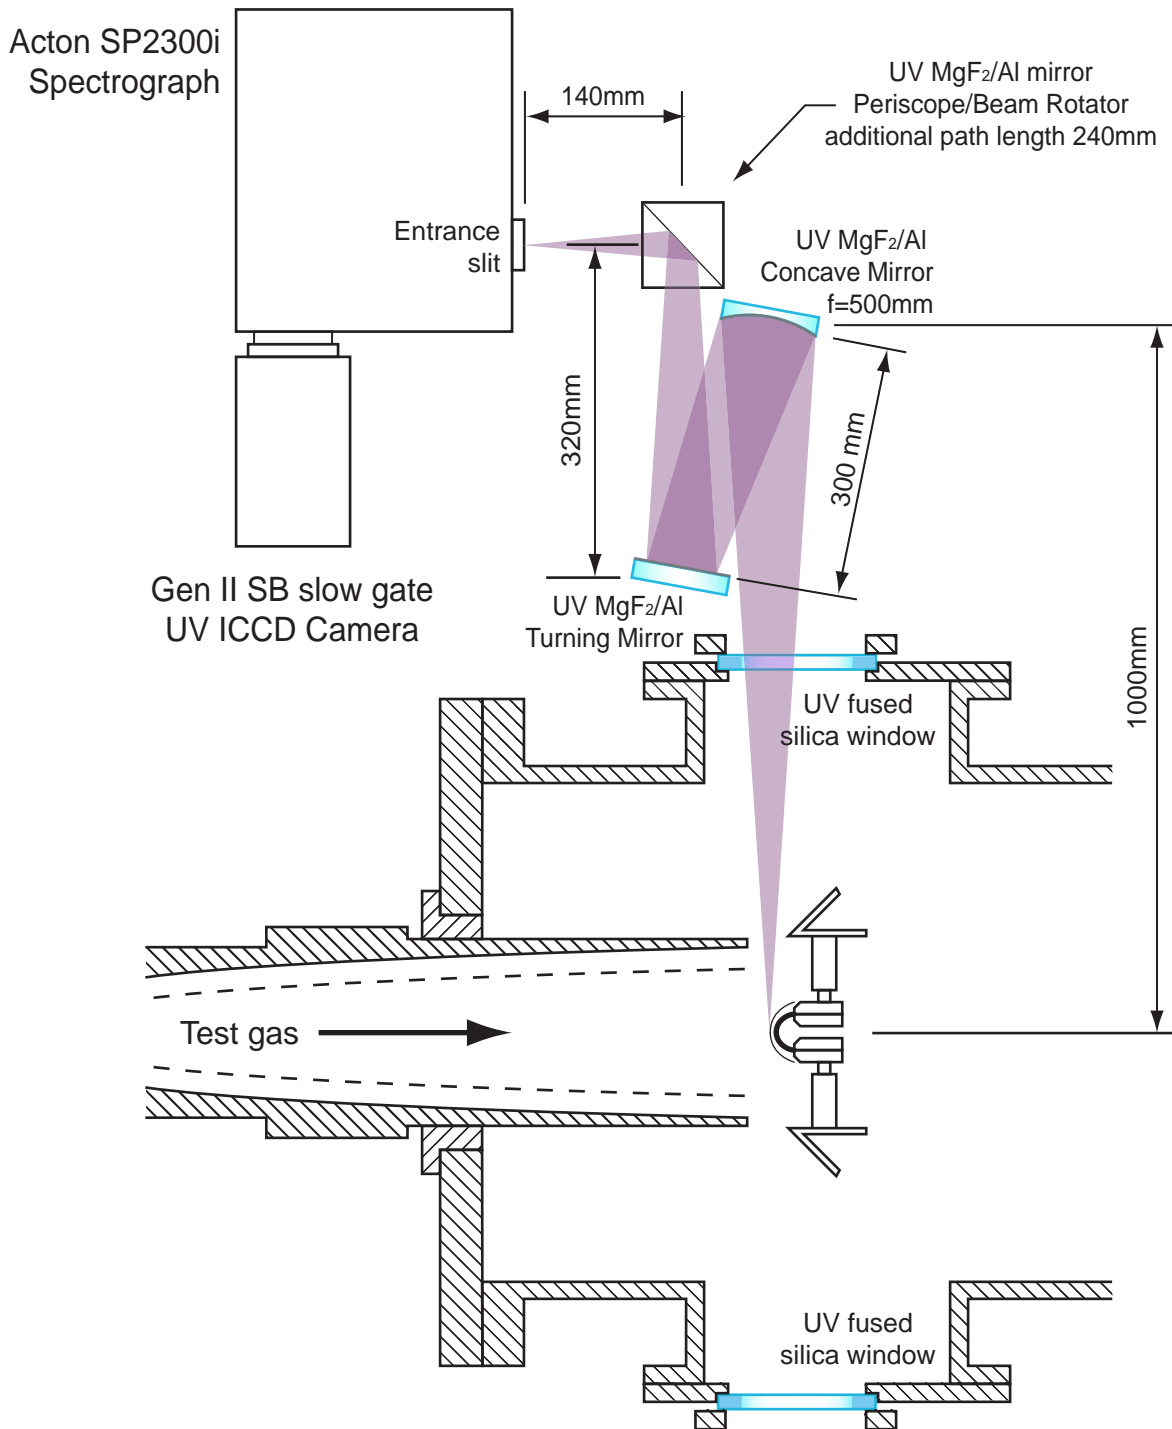 Acton SP2300i
Spectrograph
140mm
UV MgF₂/Al mirror
Periscope/Beam Rotator
additional path length 240mm
Entrance
slit
UV MgF₂/Al
Concave Mirror
f=500mm
320mm
300 mm
1000mm
Gen II SB slow gate
UV ICCD Camera
UV MgF₂/Al
Turning Mirror
UV fused
silica window
Test gas
UV fused
silica window